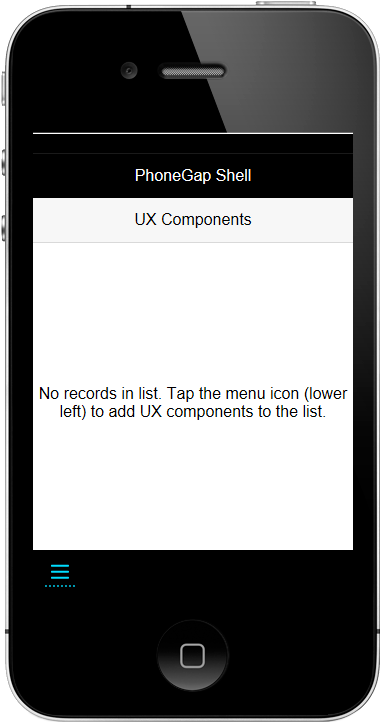 PhoneGap Shell
UX Components
No records in list. Tap the menu icon (lower
left) to add UX components to the list.